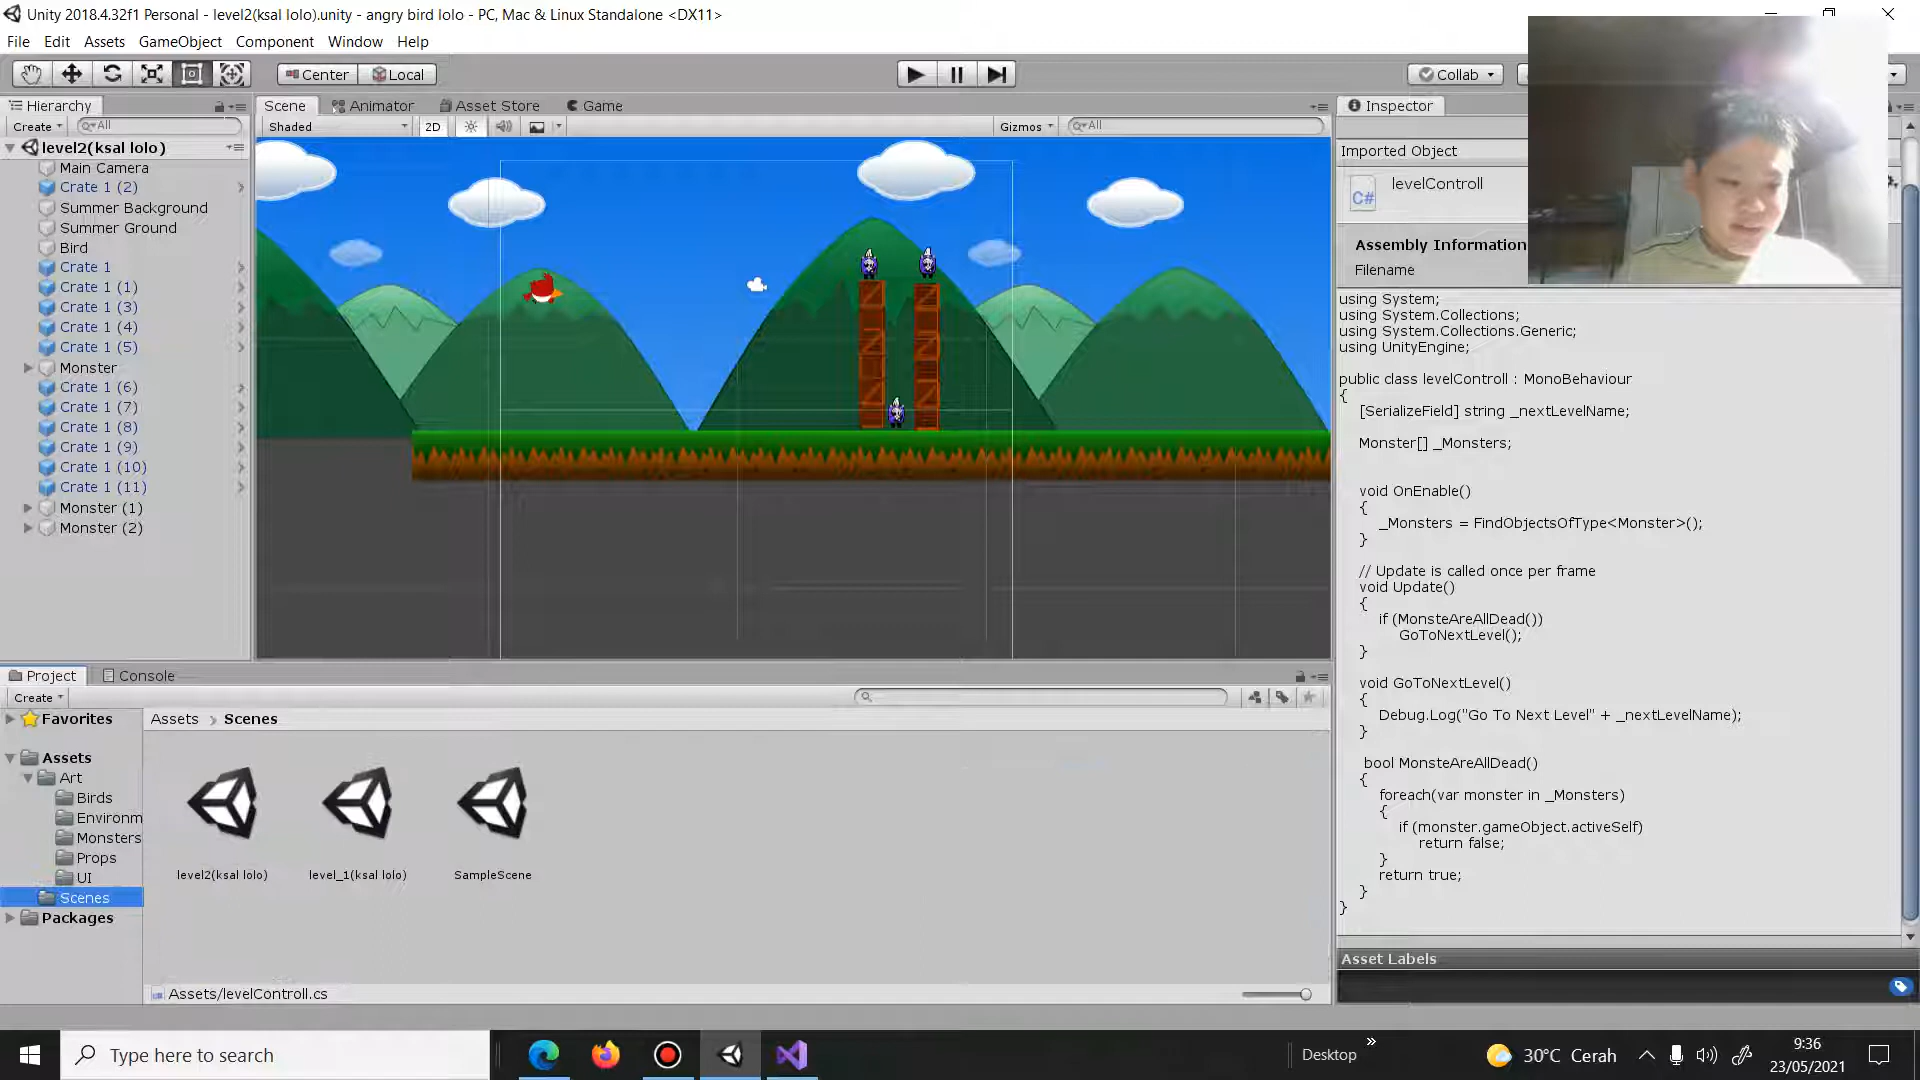 Unity 2018.4.32f1 Personal - level2(ksal lolo).unity - angry bird lolo - PC, Mac & Linux Standalone <DX11>
File Edit Assets GameObject Component Window Help
Center Local Collab
Hierarchy
Create All
level2(ksal lolo)
Main Camera
Crate 1 (2)
Summer Background
Summer Ground
Bird
Crate 1
Crate 1 (1)
Crate 1 (3)
Crate 1 (4)
Crate 1 (5)
Monster
Crate 1 (6)
Crate 1 (7)
Crate 1 (8)
Crate 1 (9)
Crate 1 (10)
Crate 1 (11)
Monster (1)
Monster (2)
Scene Animator Asset Store Game
Shaded 2D Gizmos All
Inspector
Imported Object
C#
levelControll
Assembly Information
Filename
using System;
using System.Collections;
using System.Collections.Generic;
using UnityEngine;
public class levelControll : MonoBehaviour
{
[SerializeField] string _nextLevelName;
Monster[] _Monsters;
void OnEnable()
{
_Monsters = FindObjectsOfType<Monster>();
}
// Update is called once per frame
void Update()
{
if (MonsteAreAllDead())
GoToNextLevel();
}
void GoToNextLevel()
{
Debug.Log("Go To Next Level" + _nextLevelName);
}
bool MonsteAreAllDead()
{
foreach(var monster in _Monsters)
{
if (monster.gameObject.activeSelf)
return false;
}
return true;
}
}
Asset Labels
Project Console
Create
Favorites
Assets
Art
Birds
Environm
Monsters
Props
UI
Scenes
Packages
Assets > Scenes
level2(ksal lolo)
level_1(ksal lolo)
SampleScene
Assets/levelControll.cs
Type here to search
Desktop
30°C Cerah
9:36
23/05/2021